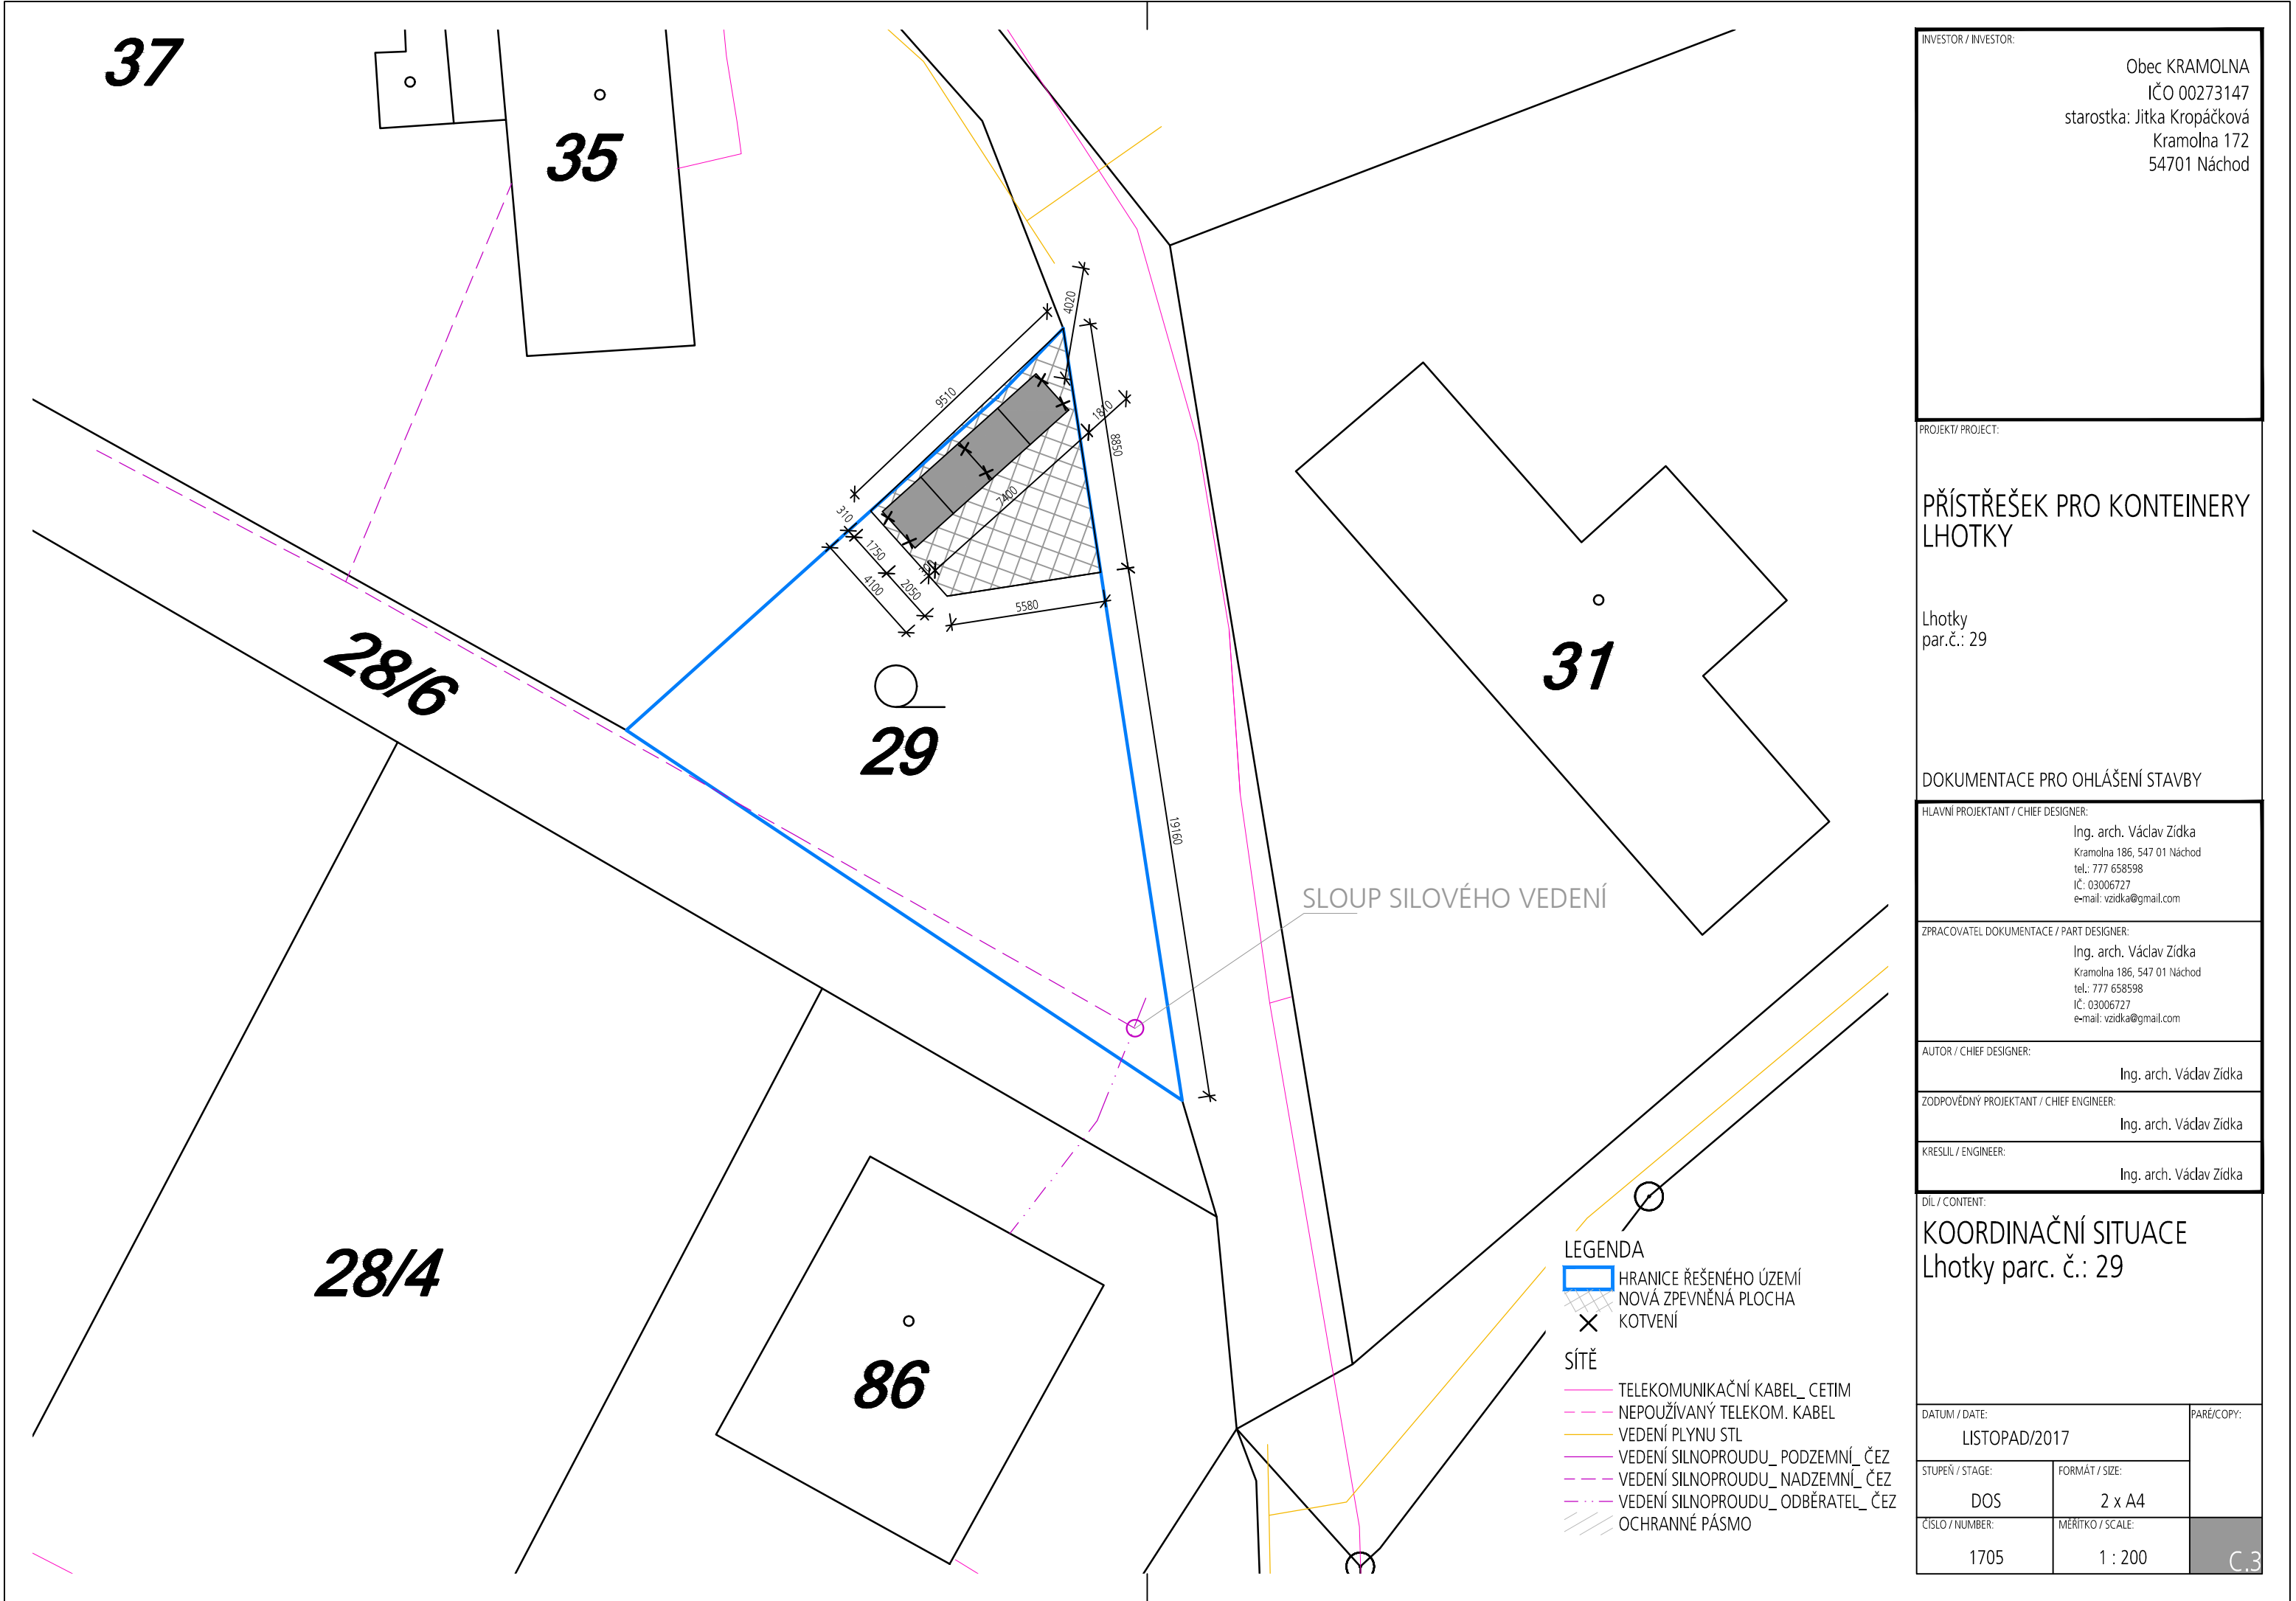 37
35
4020
9510
1810
8850
7400
310
1750
4100
2050
5580
28/6
29
31
19160
SLOUP SILOVÉHO VEDENÍ
28/4
86
LEGENDA
HRANICE ŘEŠENÉHO ÚZEMÍ
NOVÁ ZPEVNĚNÁ PLOCHA
KOTVENÍ
SÍTĚ
TELEKOMUNIKAČNÍ KABEL_ CETIM
NEPOUŽÍVANÝ TELEKOM. KABEL
VEDENÍ PLYNU STL
VEDENÍ SILNOPROUDU_ PODZEMNÍ_ ČEZ
VEDENÍ SILNOPROUDU_ NADZEMNÍ_ ČEZ
VEDENÍ SILNOPROUDU_ ODBĚRATEL_ ČEZ
OCHRANNÉ PÁSMO
INVESTOR / INVESTOR:
Obec KRAMOLNA
IČO 00273147
starostka: Jitka Kropáčková
Kramolna 172
54701 Náchod
PROJEKT/ PROJECT:
PŘÍSTŘEŠEK PRO KONTEINERY
LHOTKY
Lhotky
par.č.: 29
DOKUMENTACE PRO OHLÁŠENÍ STAVBY
HLAVNÍ PROJEKTANT / CHIEF DESIGNER:
Ing. arch. Václav Zídka
Kramolna 186, 547 01 Náchod
tel.: 777 658598
IČ: 03006727
e-mail: vzidka@gmail.com
ZPRACOVATEL DOKUMENTACE / PART DESIGNER:
Ing. arch. Václav Zídka
Kramolna 186, 547 01 Náchod
tel.: 777 658598
IČ: 03006727
e-mail: vzidka@gmail.com
AUTOR / CHIEF DESIGNER:
Ing. arch. Václav Zídka
ZODPOVĚDNÝ PROJEKTANT / CHIEF ENGINEER:
Ing. arch. Václav Zídka
KRESLIL / ENGINEER:
Ing. arch. Václav Zídka
DÍL / CONTENT:
KOORDINAČNÍ SITUACE
Lhotky parc. č.: 29
DATUM / DATE:
LISTOPAD/2017
PARÉ/COPY:
STUPEŇ / STAGE:
DOS
FORMÁT / SIZE:
2 x A4
ČÍSLO / NUMBER:
1705
MĚŘÍTKO / SCALE:
1 : 200
C.3